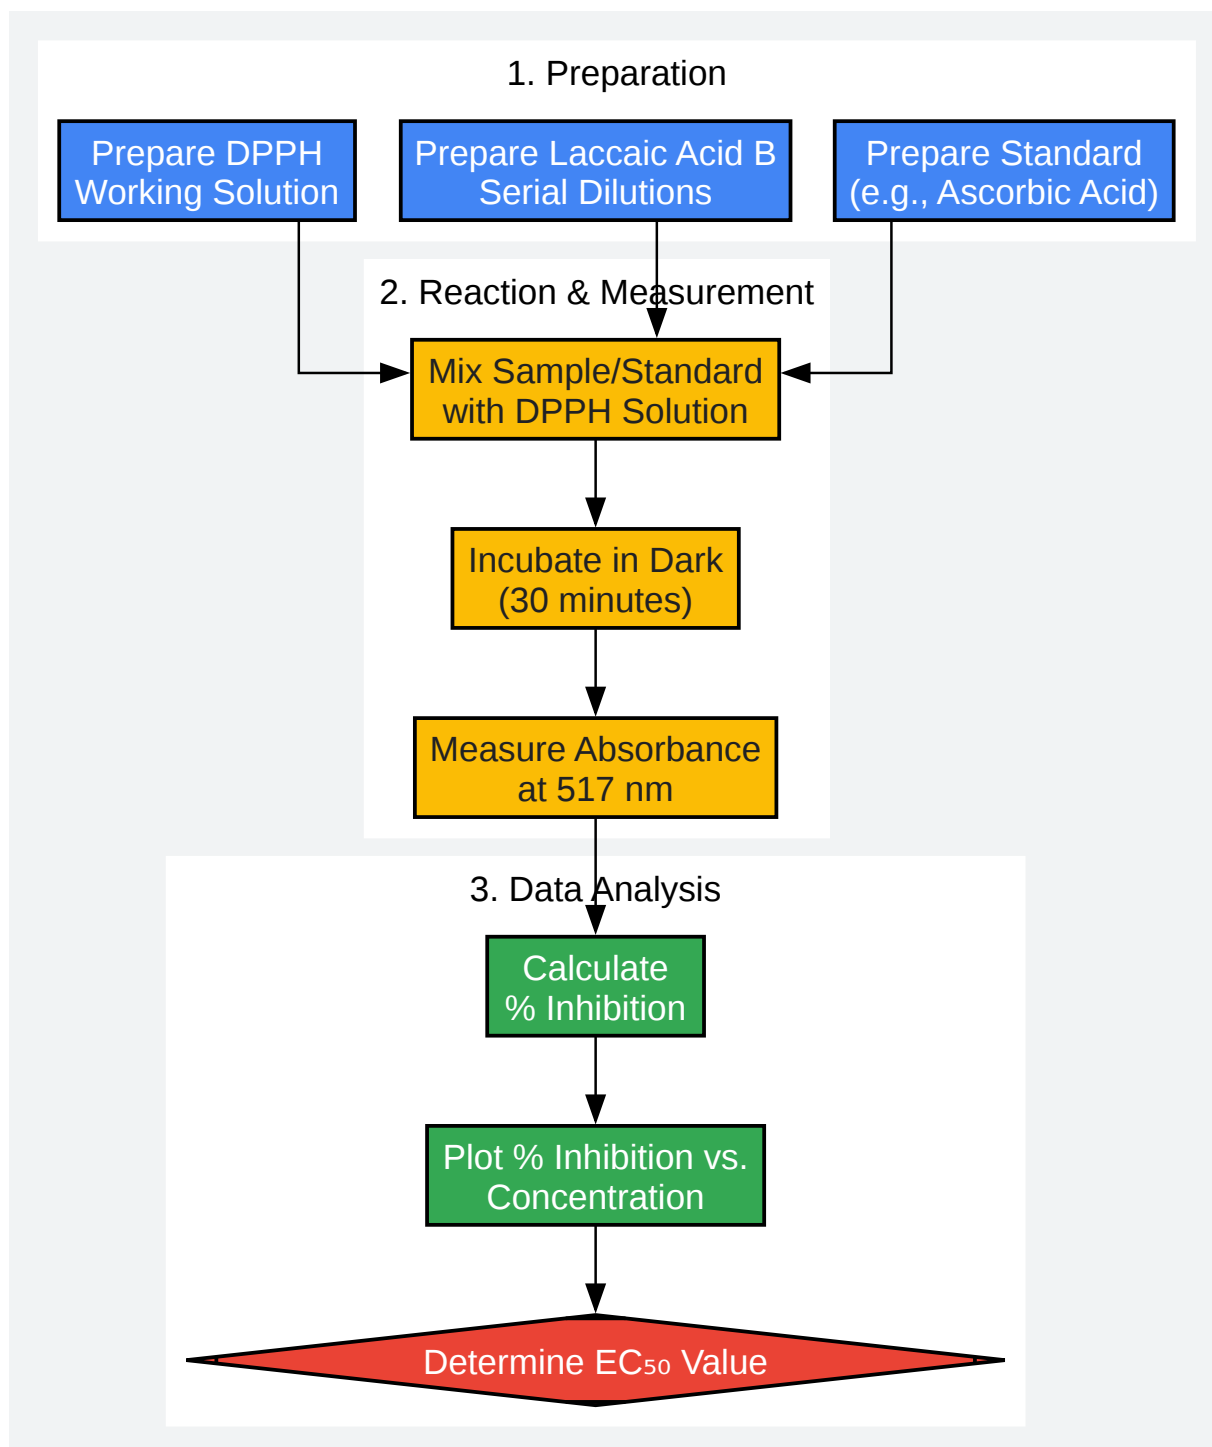 1. Preparation
Prepare DPPH
Working Solution
Prepare Laccaic Acid B
Serial Dilutions
Prepare Standard
(e.g., Ascorbic Acid)
2. Reaction & Measurement
Mix Sample/Standard
with DPPH Solution
Incubate in Dark
(30 minutes)
Measure Absorbance
at 517 nm
3. Data Analysis
Calculate
% Inhibition
Plot % Inhibition vs.
Concentration
Determine EC₅₀ Value